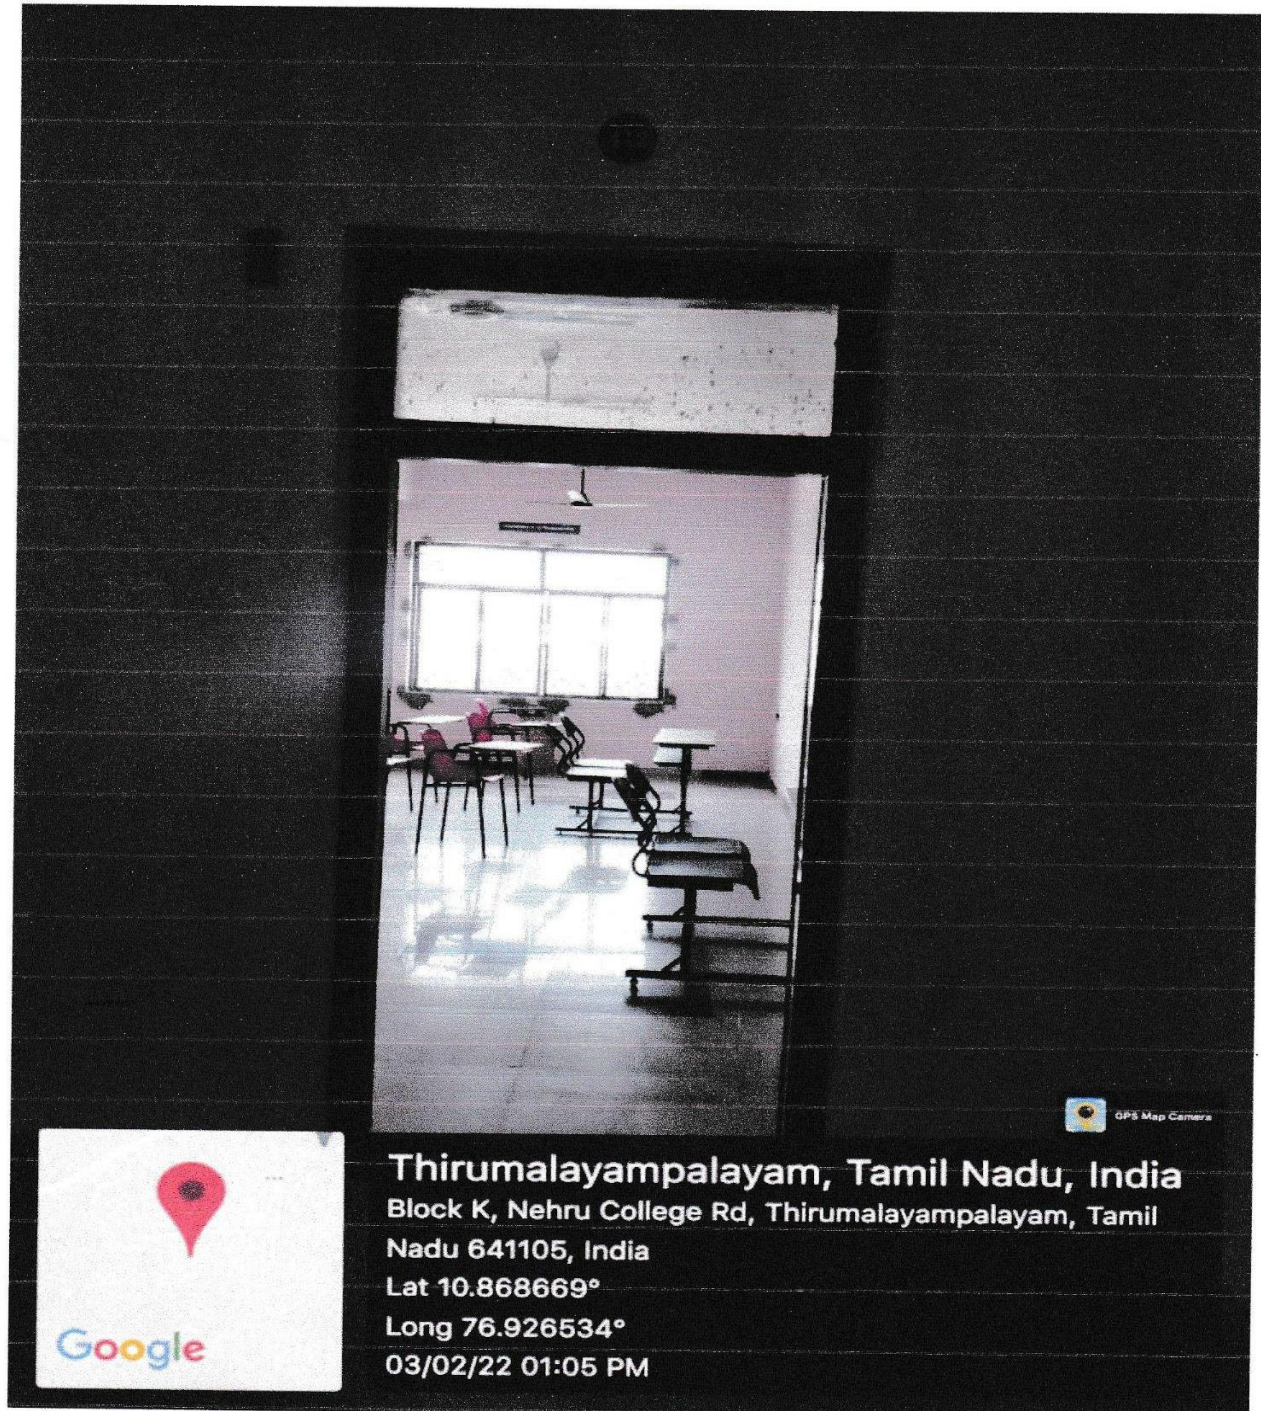 GPS Map Camera
Thirumalayampalayam, Tamil Nadu, India
Block K, Nehru College Rd, Thirumalayampalayam, Tamil
Nadu 641105, India
Lat 10.868669°
Long 76.926534°
03/02/22 01:05 PM
Google